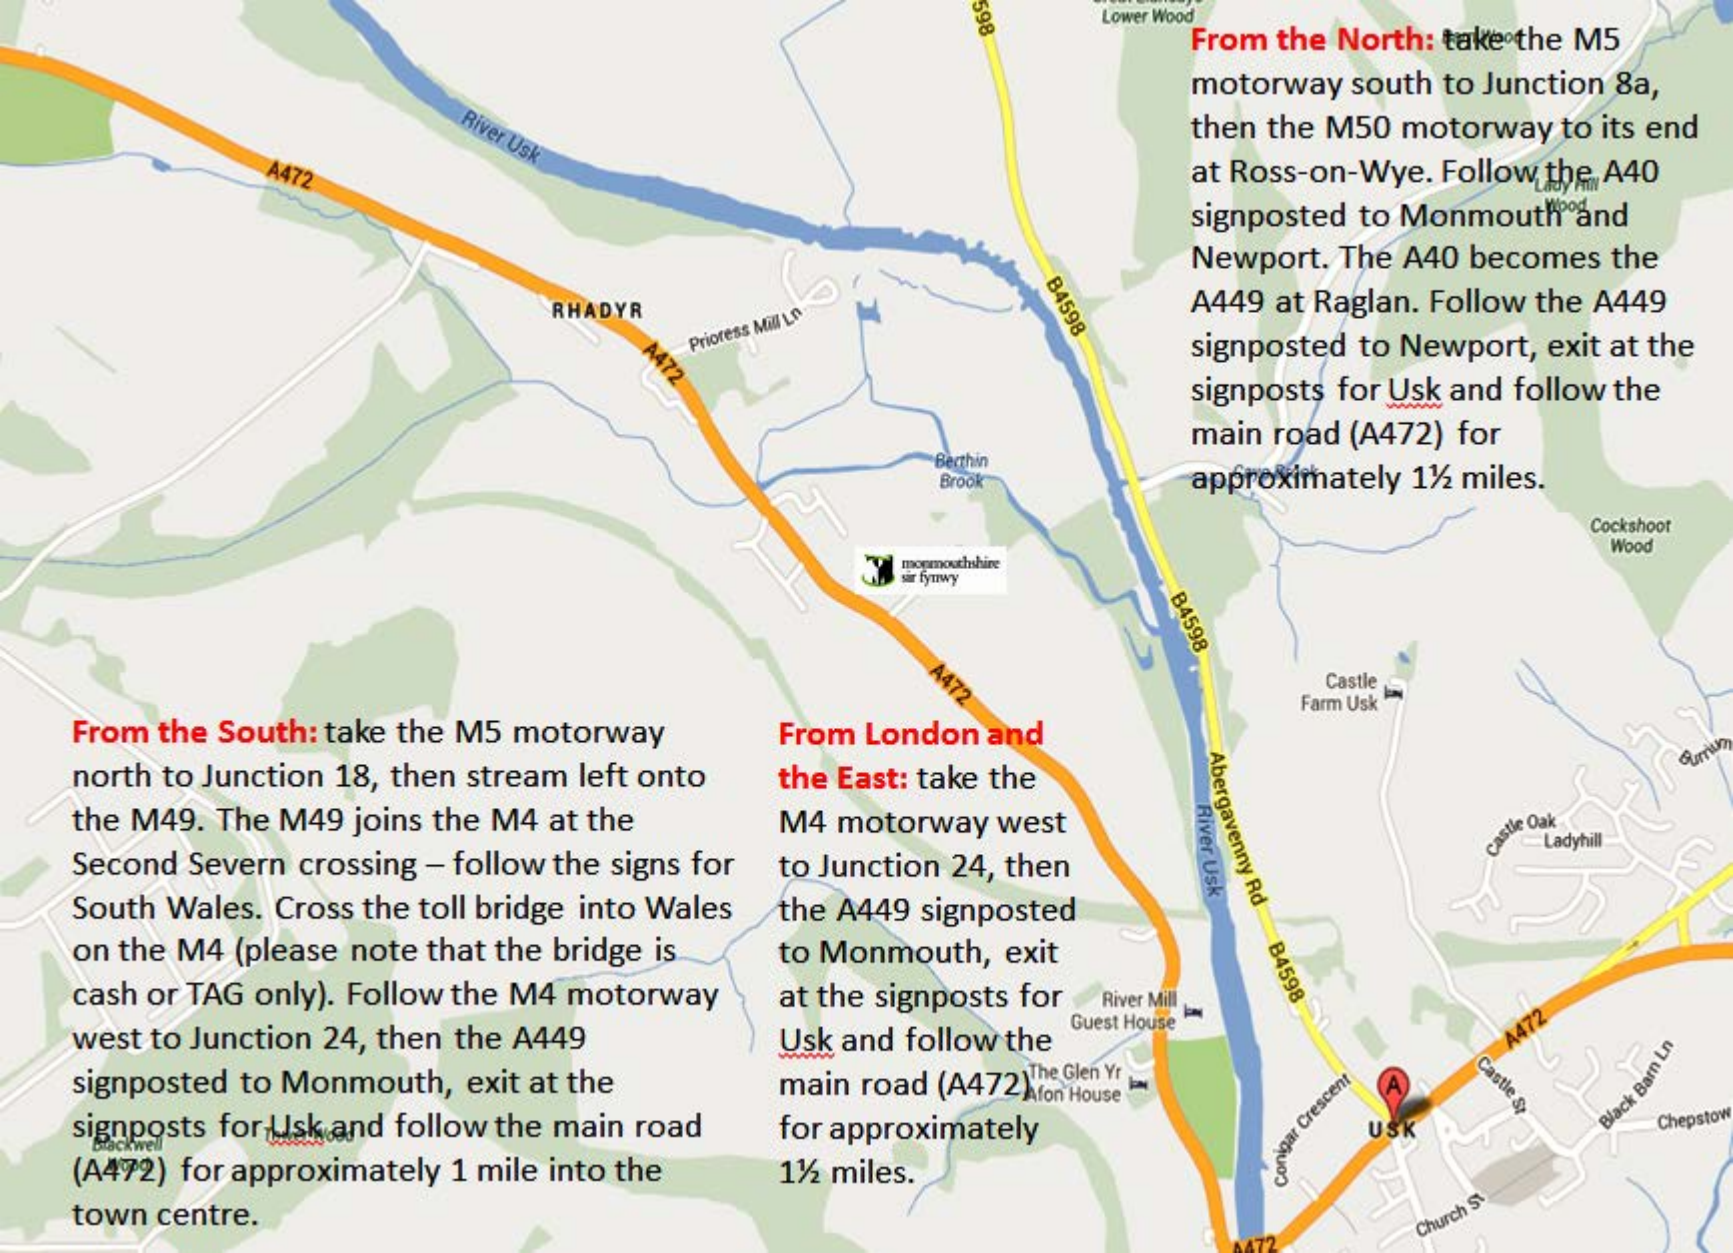 598
Lower Wood
From the North: take the M5
motorway south to Junction 8a,
then the M50 motorway to its end
at Ross-on-Wye. Follow the A40
signposted to Monmouth and
Newport. The A40 becomes the
A449 at Raglan. Follow the A449
signposted to Newport, exit at the
signposts for Usk and follow the
main road (A472) for
approximately 1½ miles.
Lady Hill
Wood
River Usk
A472
RHADYR
Prioress Mill Ln
A472
B4598
Berthin
Brook
Cockshoot
Wood
monmouthshire
sir fynwy
B4598
A472
Castle
Farm Usk
From the South: take the M5 motorway
north to Junction 18, then stream left onto
the M49. The M49 joins the M4 at the
Second Severn crossing – follow the signs for
South Wales. Cross the toll bridge into Wales
on the M4 (please note that the bridge is
cash or TAG only). Follow the M4 motorway
west to Junction 24, then the A449
signposted to Monmouth, exit at the
signposts for Usk and follow the main road
(A472) for approximately 1 mile into the
town centre.
Blackwell
Wood
From London and
the East: take the
M4 motorway west
to Junction 24, then
the A449 signposted
to Monmouth, exit
at the signposts for
Usk and follow the
main road (A472)
for approximately
1½ miles.
Abergavenny Rd
River Usk
Castle Oak
Ladyhill
B4598
River Mill
Guest House
The Glen Yr
Afon House
A472
Castle St
Black Barn Ln
Chepstow
Conigar Crescent
A
USK
Church St
A472